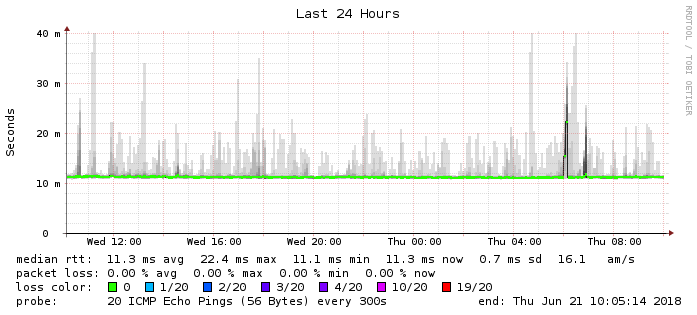 Last 24 Hours
RRDTOOL / TOBI OETIKER
Seconds
40 m
30 m
20 m
10 m
0
Wed 12:00 Wed 16:00 Wed 20:00 Thu 00:00 Thu 04:00 Thu 08:00
median rtt: 11.3 ms avg 22.4 ms max 11.1 ms min 11.3 ms now 0.7 ms sd 16.1 am/s
packet loss: 0.00 % avg 0.00 % max 0.00 % min 0.00 % now
loss color: 0 1/20 2/20 3/20 4/20 10/20 19/20
probe: 20 ICMP Echo Pings (56 Bytes) every 300s end: Thu Jun 21 10:05:14 2018